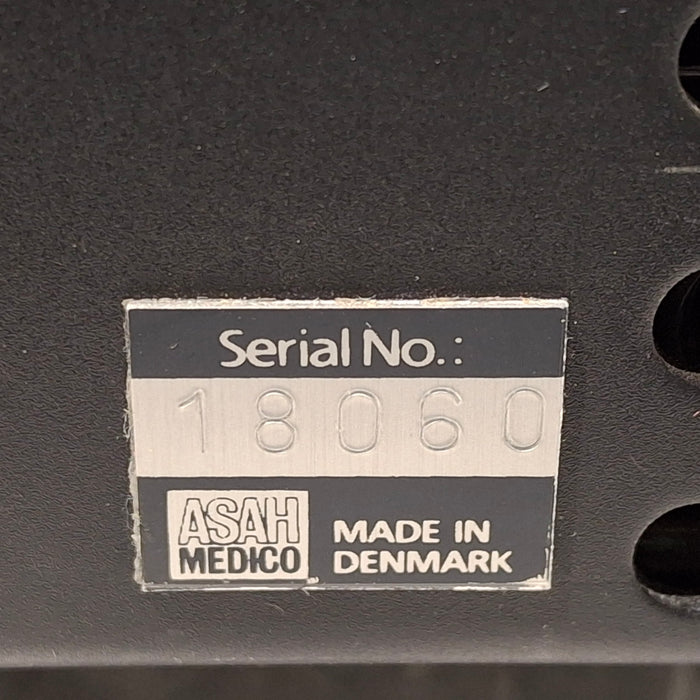 Serial No.:
18060
ASAH
MEDICO
MADE IN
DENMARK